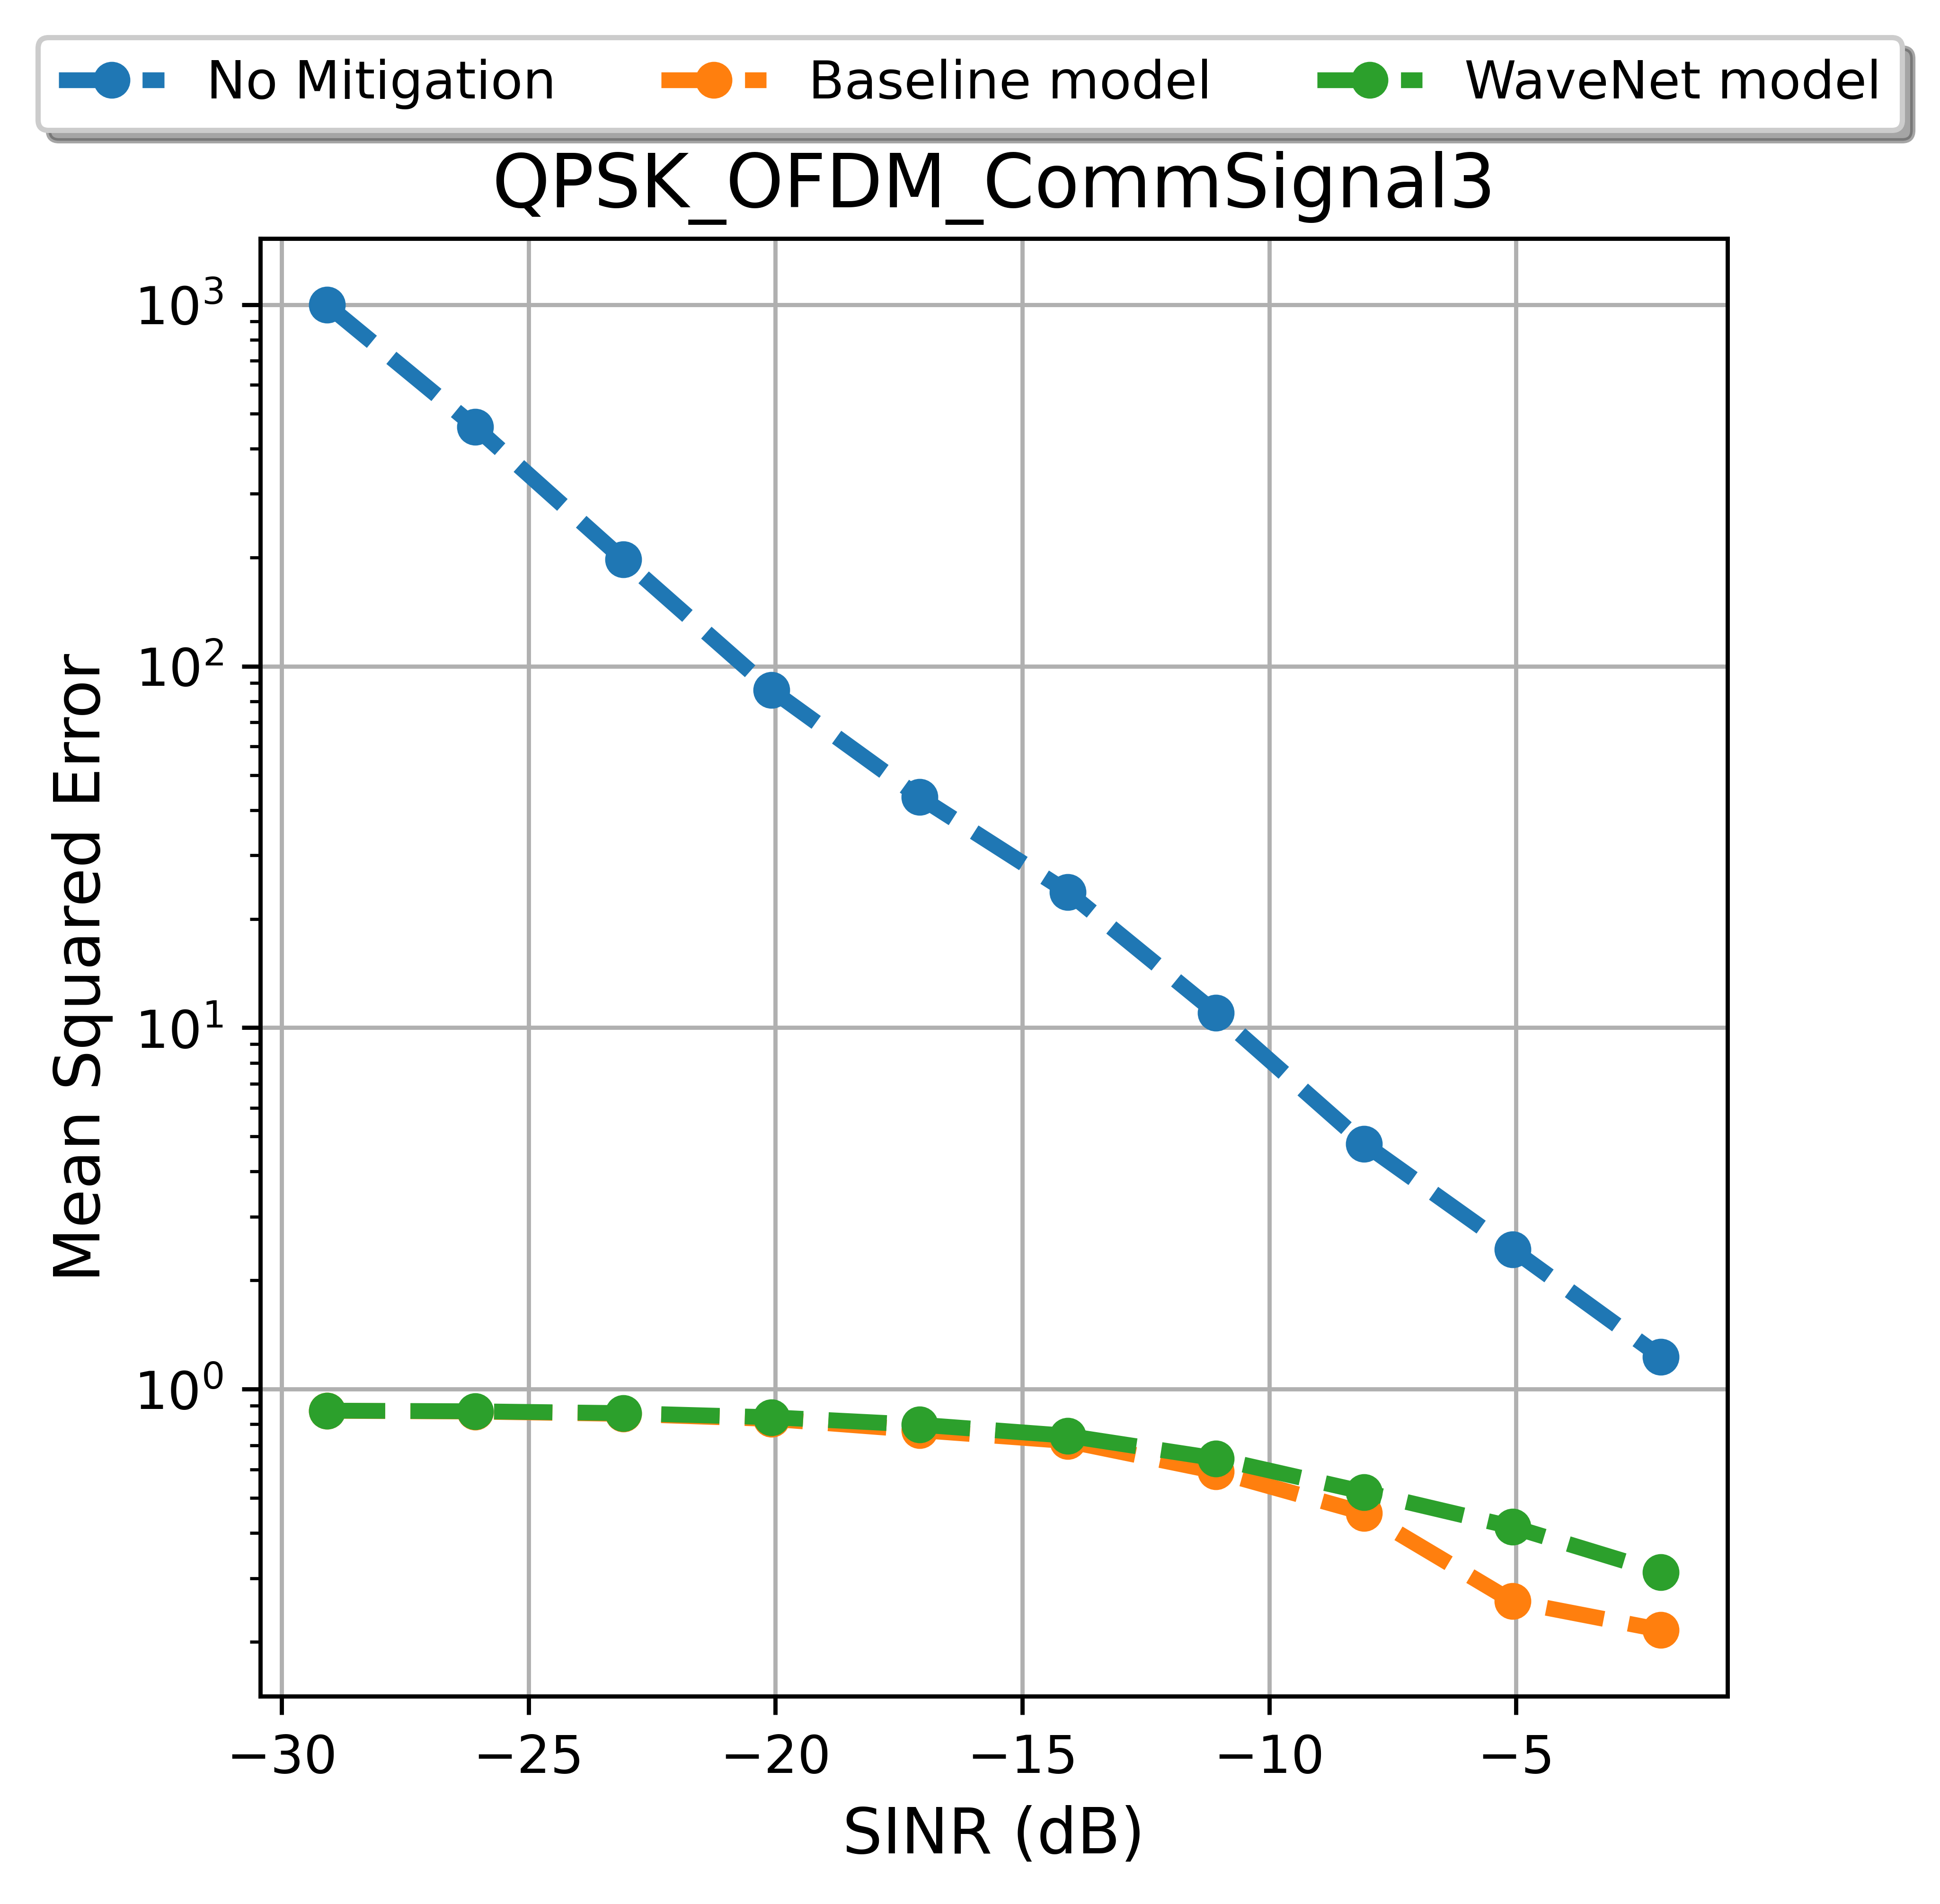 No Mitigation Baseline model WaveNet model
QPSK_OFDM_CommSignal3
10³
10²
10¹
10⁰
Mean Squared Error
−30 −25 −20 −15 −10 −5
SINR (dB)